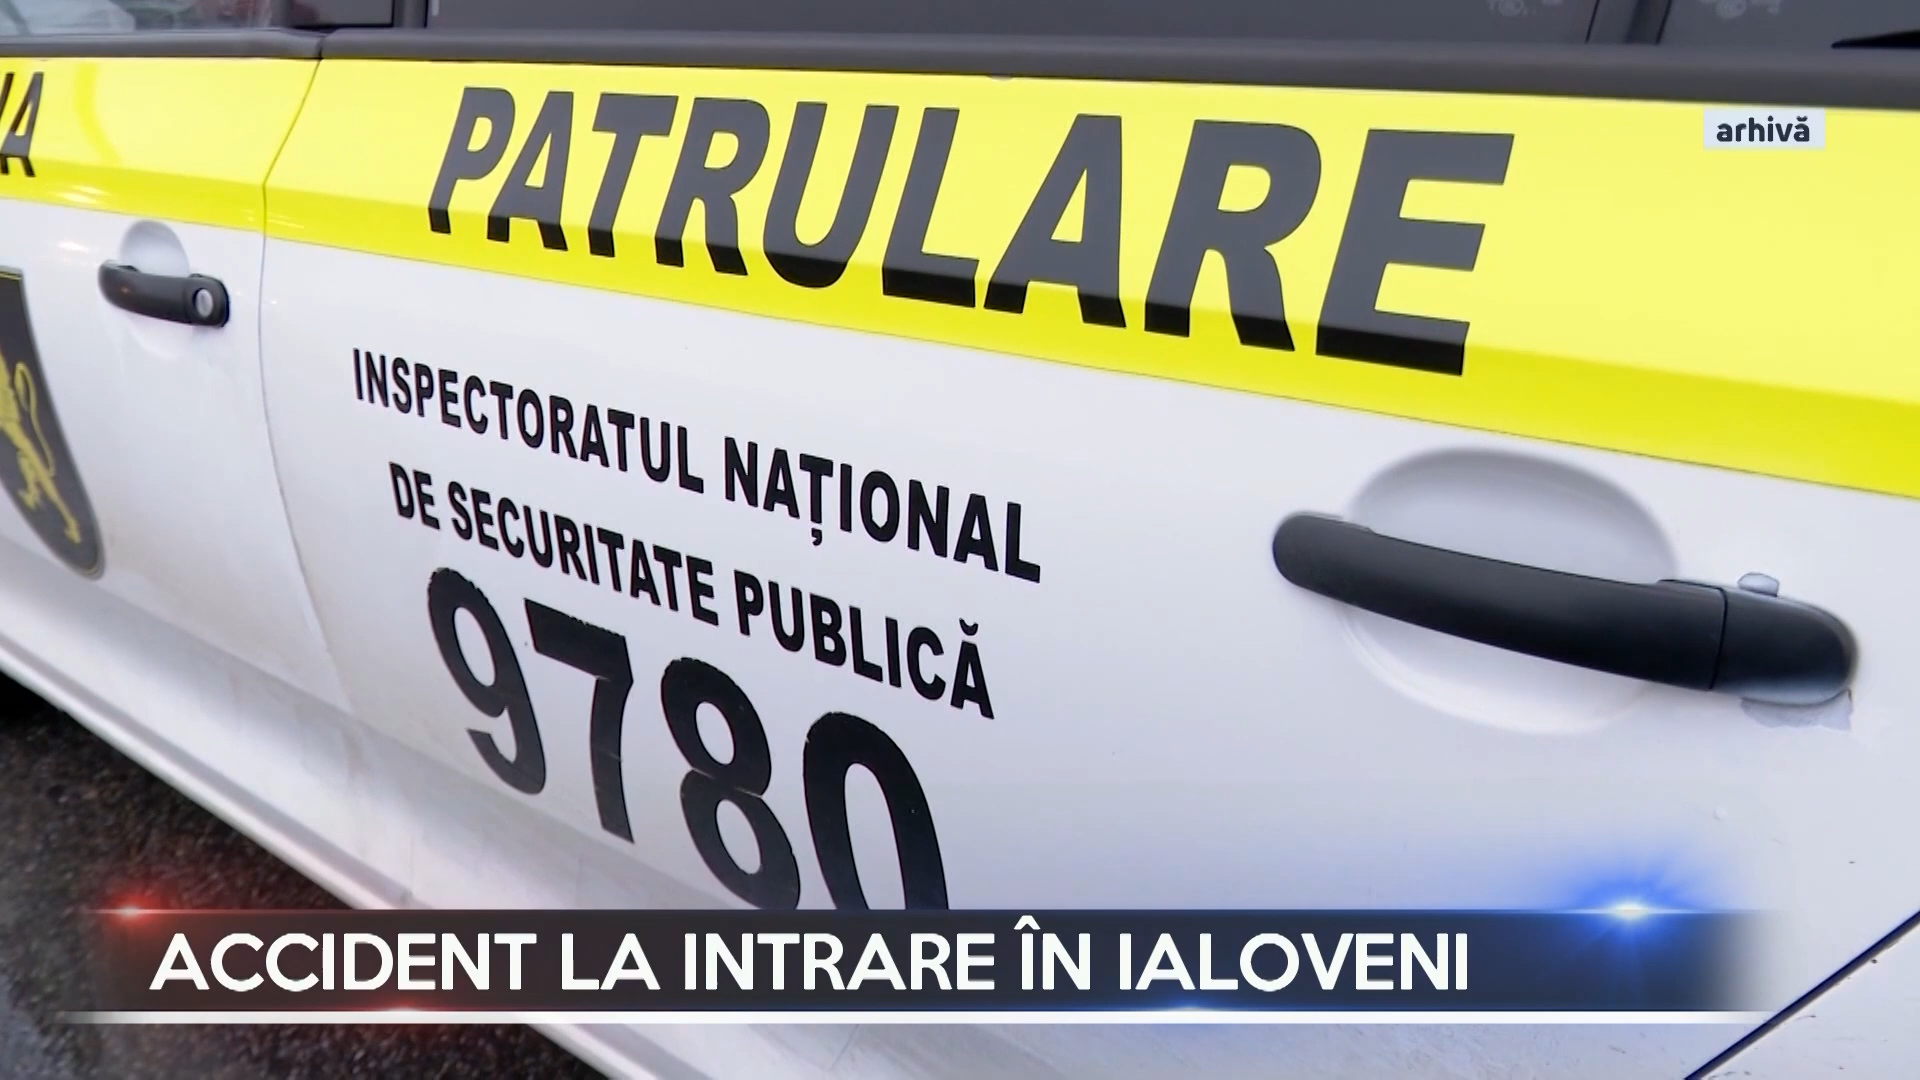 PATRULARE
arhivă
INSPECTORATUL NAȚIONAL
DE SECURITATE PUBLICĂ
9780
ACCIDENT LA INTRARE ÎN IALOVENI